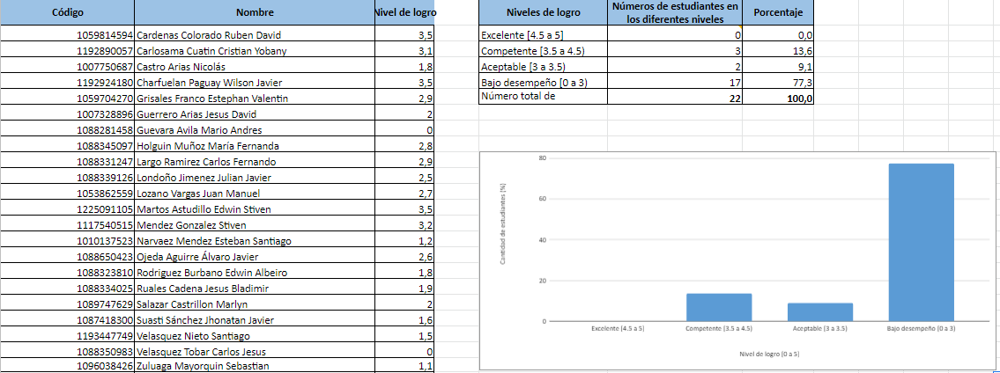 Código Nombre Nivel de logro
1059814594 Cardenas Colorado Ruben David 3,5
1192890057 Carlosama Cuatin Cristian Yobany 3,1
1007750687 Castro Arias Nicolás 1,8
1192924180 Charfuelan Paguay Wilson Javier 3,5
1059704270 Grisales Franco Estephan Valentin 2,9
1007328896 Guerrero Arias Jesus David 2
1088281458 Guevara Avila Mario Andres 0
1088345097 Holguin Muñoz María Fernanda 2,8
1088331247 Largo Ramirez Carlos Fernando 2,9
1088339126 Londoño Jimenez Julian Javier 2,5
1053862559 Lozano Vargas Juan Manuel 2,7
1225091105 Martos Astudillo Edwin Stiven 3,5
1117540515 Mendez Gonzalez Stiven 3,2
1010137523 Narvaez Mendez Esteban Santiago 1,2
1088650423 Ojeda Aguirre Álvaro Javier 2,6
1088323810 Rodriguez Burbano Edwin Albeiro 1,8
1088334025 Ruales Cadena Jesus Bladimir 1,9
1089747629 Salazar Castrillon Marlyn 2
1087418300 Suasti Sánchez Jhonatan Javier 1,6
1193447749 Velasquez Nieto Santiago 1,5
1088350983 Velasquez Tobar Carlos Jesus 0
1096038426 Zuluaga Mayorquin Sebastian 1,1
Niveles de logro Números de estudiantes en los diferentes niveles Porcentaje
Excelente [4.5 a 5] 0 0,0
Competente [3.5 a 4.5) 3 13,6
Aceptable [3 a 3.5) 2 9,1
Bajo desempeño [0 a 3) 17 77,3
Número total de 22 100,0
Cantidad de estudiantes [%]
80
60
40
20
0
Excelente [4.5 a 5] Competente [3.5 a 4.5) Aceptable [3 a 3.5) Bajo desempeño [0 a 3)
Nivel de logro [0 a 5]